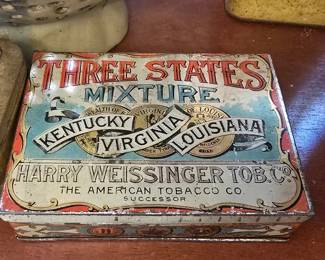 THREE STATES
MIXTURE
KENTUCKY VIRGINIA LOUISIANA
HARRY WEISSINGER TOB. Co.
THE AMERICAN TOBACCO CO.
SUCCESSOR